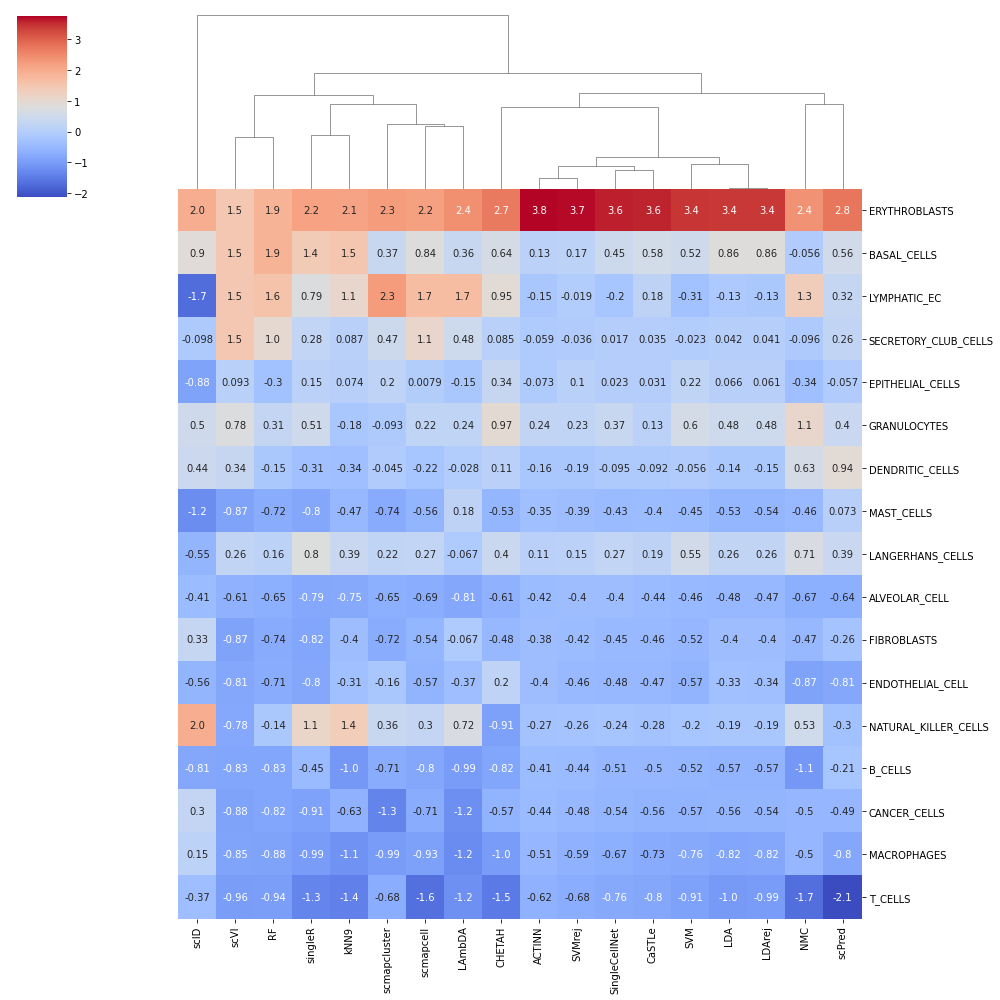 3
2
1
0
−1
−2
2.0 1.5 1.9 2.2 2.1 2.3 2.2 2.4 2.7 3.8 3.7 3.6 3.6 3.4 3.4 3.4 2.4 2.8 ERYTHROBLASTS
0.9 1.5 1.9 1.4 1.5 0.37 0.84 0.36 0.64 0.13 0.17 0.45 0.58 0.52 0.86 0.86 -0.056 0.56 BASAL_CELLS
-1.7 1.5 1.6 0.79 1.1 2.3 1.7 1.7 0.95 -0.15 -0.019 -0.2 0.18 -0.31 -0.13 -0.13 1.3 0.32 LYMPHATIC_EC
-0.098 1.5 1.0 0.28 0.087 0.47 1.1 0.48 0.085 -0.059 -0.036 0.017 0.035 -0.023 0.042 0.041 -0.096 0.26 SECRETORY_CLUB_CELLS
-0.88 0.093 -0.3 0.15 0.074 0.2 0.0079 -0.15 0.34 -0.073 0.1 0.023 0.031 0.22 0.066 0.061 -0.34 -0.057 EPITHELIAL_CELLS
0.5 0.78 0.31 0.51 -0.18 -0.093 0.22 0.24 0.97 0.24 0.23 0.37 0.13 0.6 0.48 0.48 1.1 0.4 GRANULOCYTES
0.44 0.34 -0.15 -0.31 -0.34 -0.045 -0.22 -0.028 0.11 -0.16 -0.19 -0.095 -0.092 -0.056 -0.14 -0.15 0.63 0.94 DENDRITIC_CELLS
-1.2 -0.87 -0.72 -0.8 -0.47 -0.74 -0.56 0.18 -0.53 -0.35 -0.39 -0.43 -0.4 -0.45 -0.53 -0.54 -0.46 0.073 MAST_CELLS
-0.55 0.26 0.16 0.8 0.39 0.22 0.27 -0.067 0.4 0.11 0.15 0.27 0.19 0.55 0.26 0.26 0.71 0.39 LANGERHANS_CELLS
-0.41 -0.61 -0.65 -0.79 -0.75 -0.65 -0.69 -0.81 -0.61 -0.42 -0.4 -0.4 -0.44 -0.46 -0.48 -0.47 -0.67 -0.64 ALVEOLAR_CELL
0.33 -0.87 -0.74 -0.82 -0.4 -0.72 -0.54 -0.067 -0.48 -0.38 -0.42 -0.45 -0.46 -0.52 -0.4 -0.4 -0.47 -0.26 FIBROBLASTS
-0.56 -0.81 -0.71 -0.8 -0.31 -0.16 -0.57 -0.37 0.2 -0.4 -0.46 -0.48 -0.47 -0.57 -0.33 -0.34 -0.87 -0.81 ENDOTHELIAL_CELL
2.0 -0.78 -0.14 1.1 1.4 0.36 0.3 0.72 -0.91 -0.27 -0.26 -0.24 -0.28 -0.2 -0.19 -0.19 0.53 -0.3 NATURAL_KILLER_CELLS
-0.81 -0.83 -0.83 -0.45 -1.0 -0.71 -0.8 -0.99 -0.82 -0.41 -0.44 -0.51 -0.5 -0.52 -0.57 -0.57 -1.1 -0.21 B_CELLS
0.3 -0.88 -0.82 -0.91 -0.63 -1.3 -0.71 -1.2 -0.57 -0.44 -0.48 -0.54 -0.56 -0.57 -0.56 -0.54 -0.5 -0.49 CANCER_CELLS
0.15 -0.85 -0.88 -0.99 -1.1 -0.99 -0.93 -1.2 -1.0 -0.51 -0.59 -0.67 -0.73 -0.76 -0.82 -0.82 -0.5 -0.8 MACROPHAGES
-0.37 -0.96 -0.94 -1.3 -1.4 -0.68 -1.6 -1.2 -1.5 -0.62 -0.68 -0.76 -0.8 -0.91 -1.0 -0.99 -1.7 -2.1 T_CELLS
scID
scVI
RF
singleR
kNN9
scmapcluster
scmapcell
LAmbDA
CHETAH
ACTINN
SVMrej
SingleCellNet
CaSTLe
SVM
LDA
LDArej
NMC
scPred